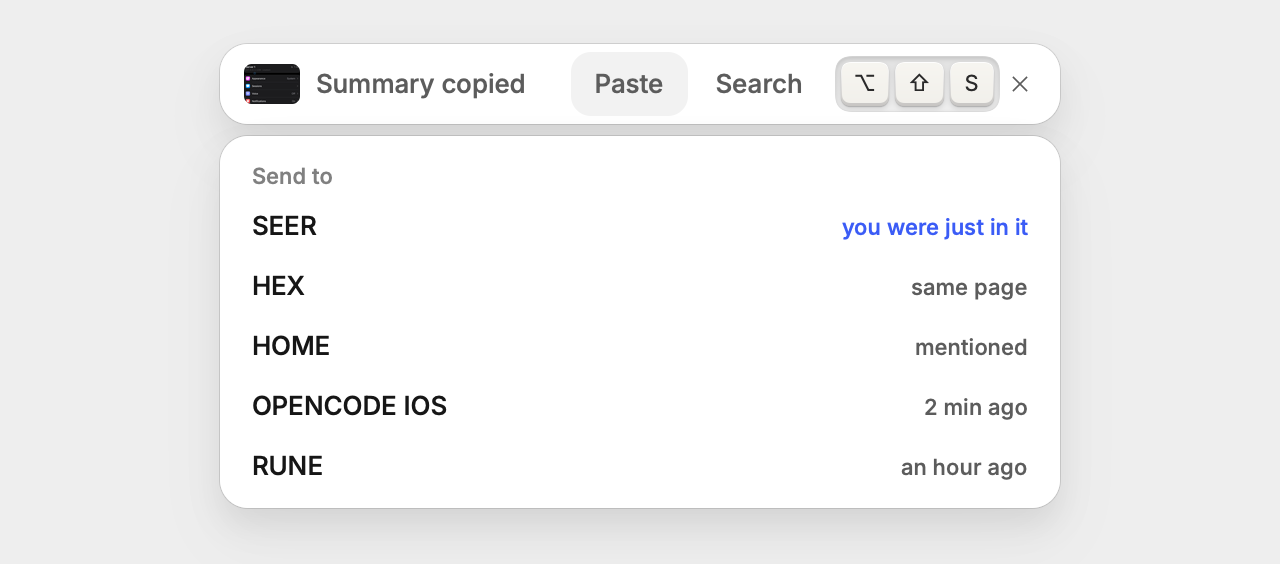 Summary copied Paste Search ⌥ ⇧ S
Send to
SEER you were just in it
HEX same page
HOME mentioned
OPENCODE IOS 2 min ago
RUNE an hour ago